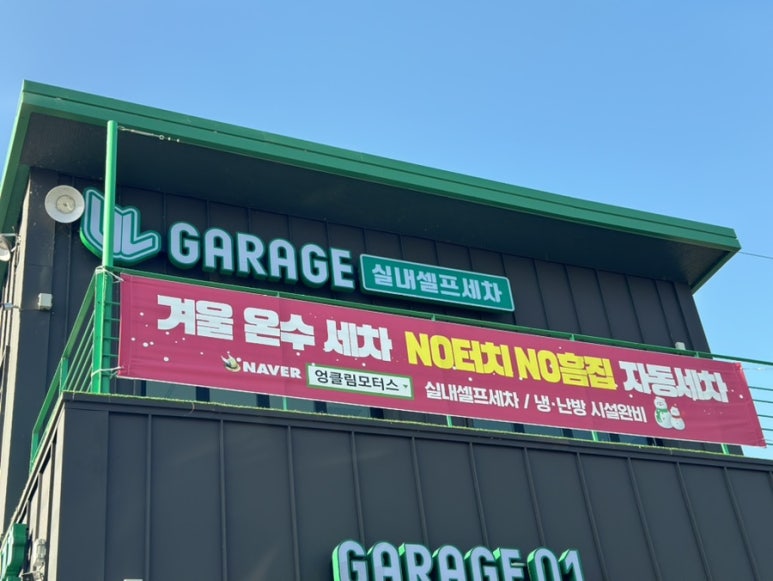 UL GARAGE 실내셀프세차
겨울 온수 세차 NO터치 NO흠집 자동세차
NAVER 엉클림모터스 실내셀프세차 / 냉·난방 시설완비
GARAGE 01